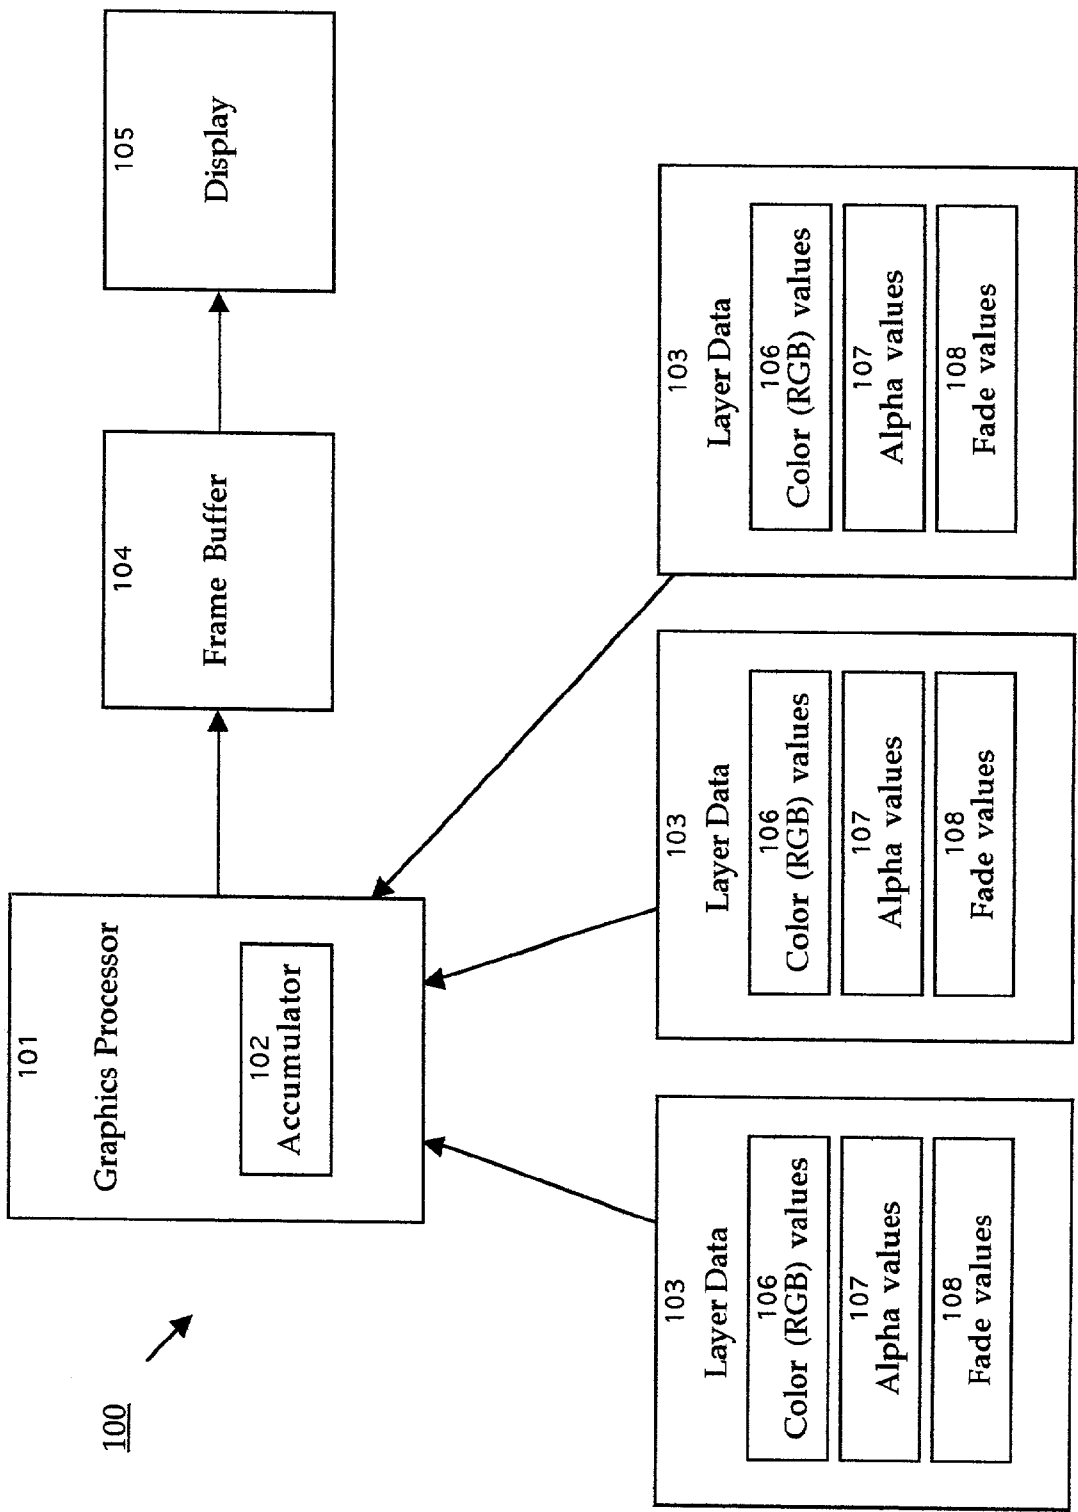 100
101
Graphics Processor
102
Accumulator
104
Frame Buffer
105
Display
103
Layer Data
106
Color (RGB) values
107
Alpha values
108
Fade values
103
Layer Data
106
Color (RGB) values
107
Alpha values
108
Fade values
103
Layer Data
106
Color (RGB) values
107
Alpha values
108
Fade values